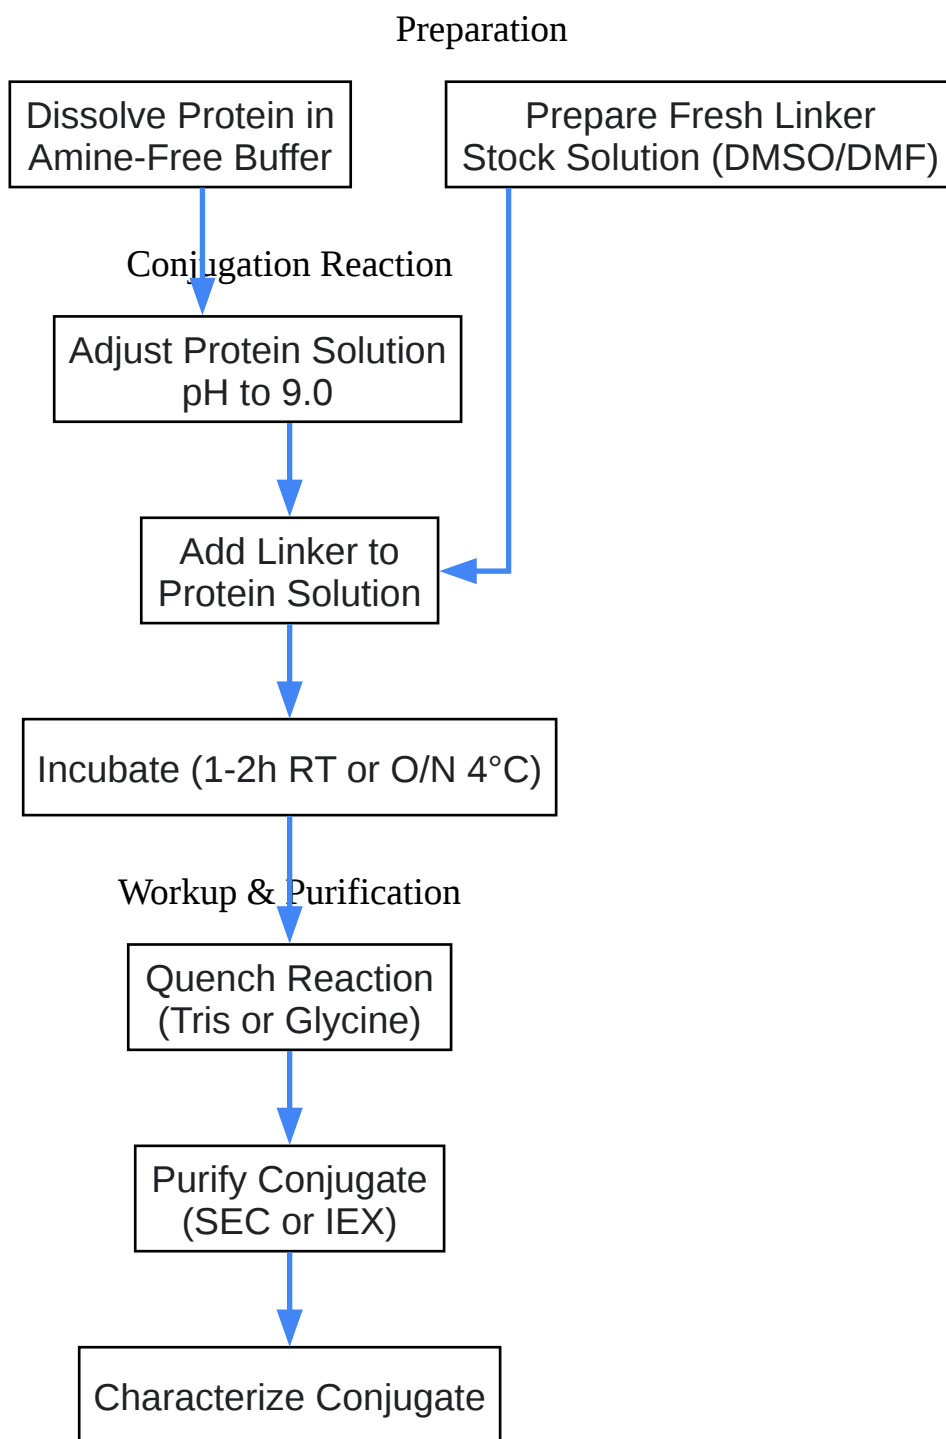 Preparation
Dissolve Protein in
Amine-Free Buffer
Prepare Fresh Linker
Stock Solution (DMSO/DMF)
Conjugation Reaction
Adjust Protein Solution
pH to 9.0
Add Linker to
Protein Solution
Incubate (1-2h RT or O/N 4°C)
Workup & Purification
Quench Reaction
(Tris or Glycine)
Purify Conjugate
(SEC or IEX)
Characterize Conjugate